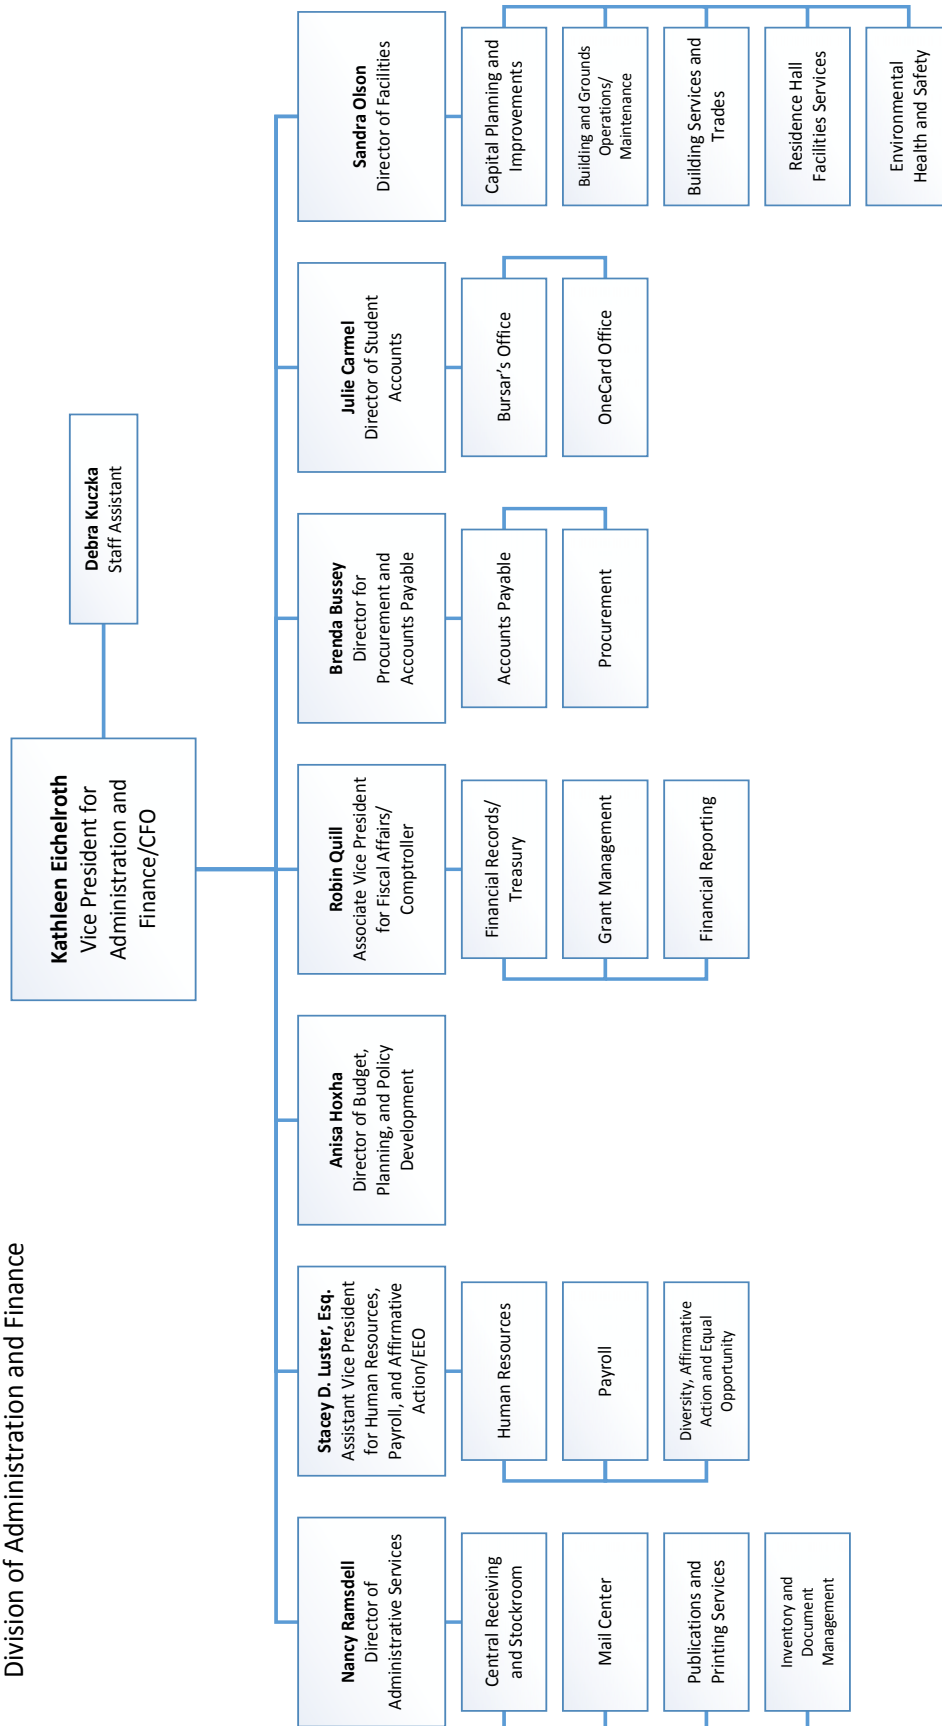 Division of Administration and Finance
Kathleen Eichelroth
Vice President for
Administration and
Finance/CFO
Debra Kuczka
Staff Assistant
Nancy Ramsdell
Director of
Administrative Services
Central Receiving
and Stockroom
Mail Center
Publications and
Printing Services
Inventory and
Document
Management
Stacey D. Luster, Esq.
Assistant Vice President
for Human Resources,
Payroll, and Affirmative
Action/EEO
Human Resources
Payroll
Diversity, Affirmative
Action and Equal
Opportunity
Anisa Hoxha
Director of Budget,
Planning, and Policy
Development
Robin Quill
Associate Vice President
for Fiscal Affairs/
Comptroller
Financial Records/
Treasury
Grant Management
Financial Reporting
Brenda Bussey
Director for
Procurement and
Accounts Payable
Accounts Payable
Procurement
Julie Carmel
Director of Student
Accounts
Bursar's Office
OneCard Office
Sandra Olson
Director of Facilities
Capital Planning and
Improvements
Building and Grounds
Operations/
Maintenance
Building Services and
Trades
Residence Hall
Facilities Services
Environmental
Health and Safety